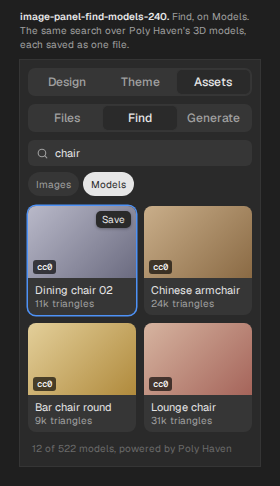 image-panel-find-models-240. Find, on Models.
The same search over Poly Haven's 3D models,
each saved as one file.
Design Theme Assets
Files Find Generate
chair
Images Models
Save
cc0 cc0
Dining chair 02 Chinese armchair
11k triangles 24k triangles
cc0 cc0
Bar chair round Lounge chair
9k triangles 31k triangles
12 of 522 models, powered by Poly Haven